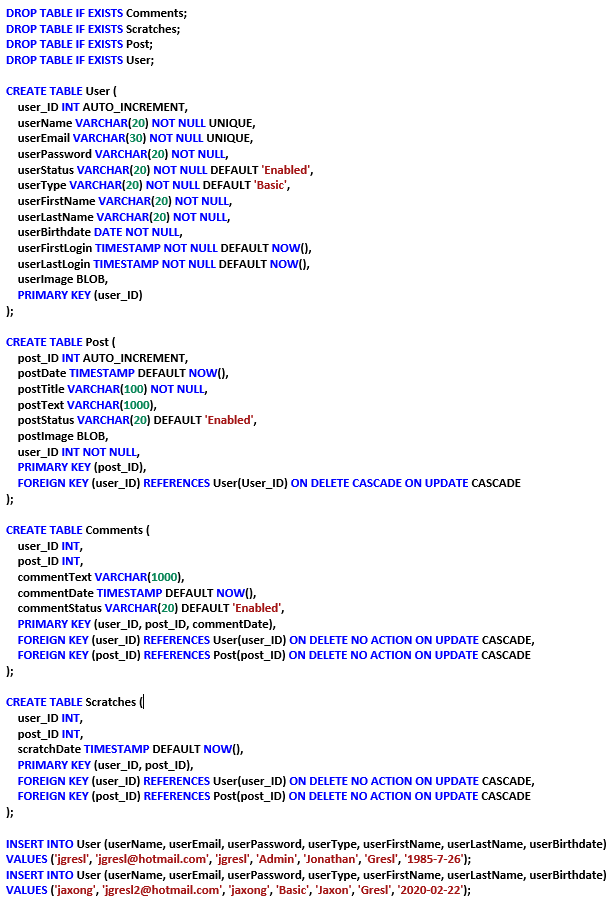 DROP TABLE IF EXISTS Comments;
DROP TABLE IF EXISTS Scratches;
DROP TABLE IF EXISTS Post;
DROP TABLE IF EXISTS User;
CREATE TABLE User (
user_ID INT AUTO_INCREMENT,
userName VARCHAR(20) NOT NULL UNIQUE,
userEmail VARCHAR(30) NOT NULL UNIQUE,
userPassword VARCHAR(20) NOT NULL,
userStatus VARCHAR(20) NOT NULL DEFAULT 'Enabled',
userType VARCHAR(20) NOT NULL DEFAULT 'Basic',
userFirstName VARCHAR(20) NOT NULL,
userLastName VARCHAR(20) NOT NULL,
userBirthdate DATE NOT NULL,
userFirstLogin TIMESTAMP NOT NULL DEFAULT NOW(),
userLastLogin TIMESTAMP NOT NULL DEFAULT NOW(),
userImage BLOB,
PRIMARY KEY (user_ID)
);
CREATE TABLE Post (
post_ID INT AUTO_INCREMENT,
postDate TIMESTAMP DEFAULT NOW(),
postTitle VARCHAR(100) NOT NULL,
postText VARCHAR(1000),
postStatus VARCHAR(20) DEFAULT 'Enabled',
postImage BLOB,
user_ID INT NOT NULL,
PRIMARY KEY (post_ID),
FOREIGN KEY (user_ID) REFERENCES User(User_ID) ON DELETE CASCADE ON UPDATE CASCADE
);
CREATE TABLE Comments (
user_ID INT,
post_ID INT,
commentText VARCHAR(1000),
commentDate TIMESTAMP DEFAULT NOW(),
commentStatus VARCHAR(20) DEFAULT 'Enabled',
PRIMARY KEY (user_ID, post_ID, commentDate),
FOREIGN KEY (user_ID) REFERENCES User(user_ID) ON DELETE NO ACTION ON UPDATE CASCADE,
FOREIGN KEY (post_ID) REFERENCES Post(post_ID) ON DELETE NO ACTION ON UPDATE CASCADE
);
CREATE TABLE Scratches (
user_ID INT,
post_ID INT,
scratchDate TIMESTAMP DEFAULT NOW(),
PRIMARY KEY (user_ID, post_ID),
FOREIGN KEY (user_ID) REFERENCES User(user_ID) ON DELETE NO ACTION ON UPDATE CASCADE,
FOREIGN KEY (post_ID) REFERENCES Post(post_ID) ON DELETE NO ACTION ON UPDATE CASCADE
);
INSERT INTO User (userName, userEmail, userPassword, userType, userFirstName, userLastName, userBirthdate)
VALUES ('jgresl', 'jgresl@hotmail.com', 'jgresl', 'Admin', 'Jonathan', 'Gresl', '1985-7-26');
INSERT INTO User (userName, userEmail, userPassword, userType, userFirstName, userLastName, userBirthdate)
VALUES ('jaxong', 'jgresl2@hotmail.com', 'jaxong', 'Basic', 'Jaxon', 'Gresl', '2020-02-22');